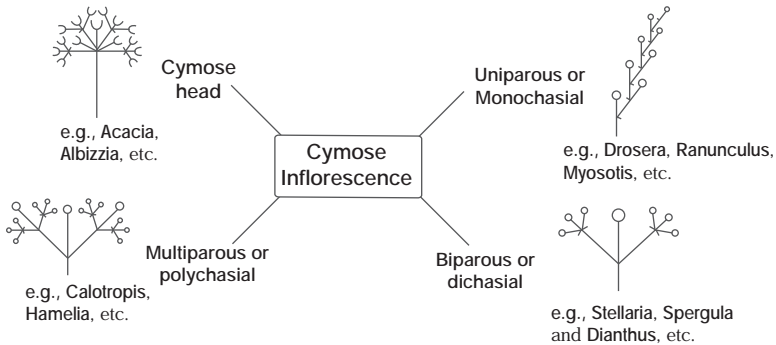 Cymose
head
e.g., Acacia,
Albizzia, etc.
Uniparous or
Monochasial
e.g., Drosera, Ranunculus,
Myosotis, etc.
Cymose
Inflorescence
Multiparous or
polychasial
e.g., Calotropis,
Hamelia, etc.
Biparous or
dichasial
e.g., Stellaria, Spergula
and Dianthus, etc.